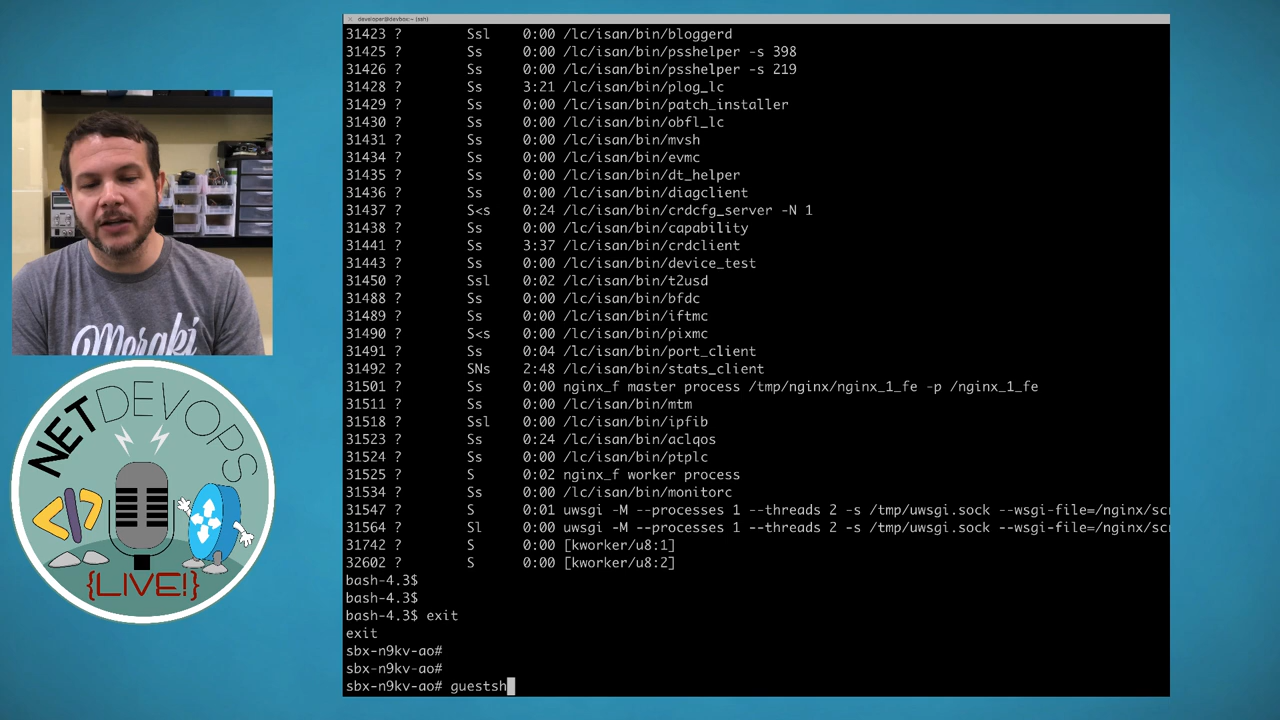 developer@devbox:~ (ssh)
31423 ? Ssl 0:00 /lc/isan/bin/bloggerd
31425 ? Ss 0:00 /lc/isan/bin/psshelper -s 398
31426 ? Ss 0:00 /lc/isan/bin/psshelper -s 219
31428 ? Ss 3:21 /lc/isan/bin/plog_lc
31429 ? Ss 0:00 /lc/isan/bin/patch_installer
31430 ? Ss 0:00 /lc/isan/bin/obfl_lc
31431 ? Ss 0:00 /lc/isan/bin/mvsh
31434 ? Ss 0:00 /lc/isan/bin/evmc
31435 ? Ss 0:00 /lc/isan/bin/dt_helper
31436 ? Ss 0:00 /lc/isan/bin/diagclient
31437 ? S<s 0:24 /lc/isan/bin/crdcfg_server -N 1
31438 ? Ss 0:00 /lc/isan/bin/capability
31441 ? Ss 3:37 /lc/isan/bin/crdclient
31443 ? Ss 0:00 /lc/isan/bin/device_test
31450 ? Ssl 0:02 /lc/isan/bin/t2usd
31488 ? Ss 0:00 /lc/isan/bin/bfdc
31489 ? Ss 0:00 /lc/isan/bin/iftmc
31490 ? S<s 0:00 /lc/isan/bin/pixmc
31491 ? Ss 0:04 /lc/isan/bin/port_client
31492 ? SNs 2:48 /lc/isan/bin/stats_client
31501 ? Ss 0:00 nginx_f master process /tmp/nginx/nginx_1_fe -p /nginx_1_fe
31511 ? Ss 0:00 /lc/isan/bin/mtm
31518 ? Ssl 0:00 /lc/isan/bin/ipfib
31523 ? Ss 0:24 /lc/isan/bin/aclqos
31524 ? Ss 0:00 /lc/isan/bin/ptplc
31525 ? S 0:02 nginx_f worker process
31534 ? Ss 0:00 /lc/isan/bin/monitorc
31547 ? S 0:01 uwsgi -M --processes 1 --threads 2 -s /tmp/uwsgi.sock --wsgi-file=/nginx/scr
31564 ? Sl 0:00 uwsgi -M --processes 1 --threads 2 -s /tmp/uwsgi.sock --wsgi-file=/nginx/scr
31742 ? S 0:00 [kworker/u8:1]
32602 ? S 0:00 [kworker/u8:2]
bash-4.3$
bash-4.3$
bash-4.3$ exit
exit
sbx-n9kv-ao#
sbx-n9kv-ao#
sbx-n9kv-ao# guestsh
Meraki
NETDEVOPS
</>
{LIVE!}